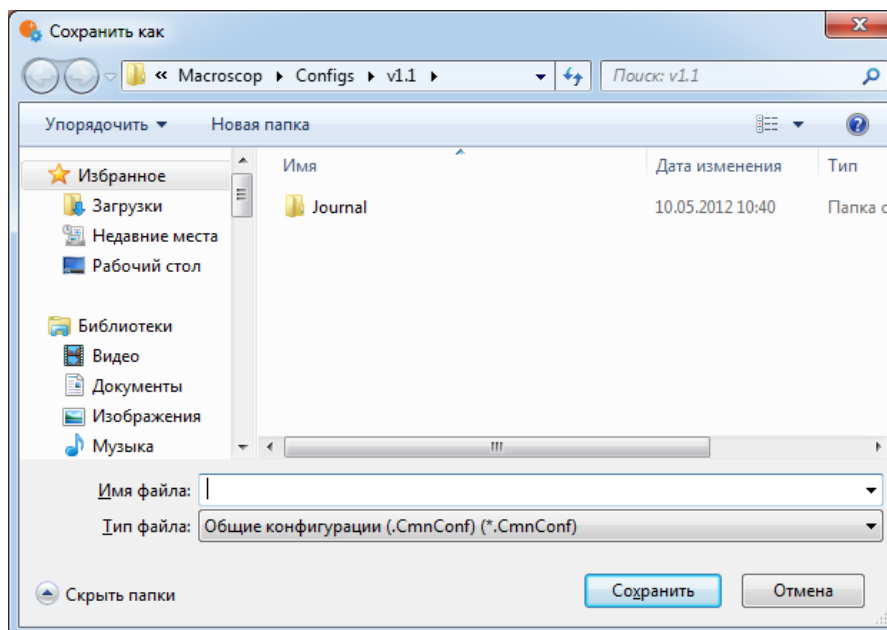 Сохранить как
« Macroscop ▸ Configs ▸ v1.1 ▸ Поиск: v1.1
Упорядочить ▼ Новая папка
Избранное
Загрузки
Недавние места
Рабочий стол
Библиотеки
Видео
Документы
Изображения
Музыка
Имя Дата изменения Тип
Journal 10.05.2012 10:40 Папка с
Имя файла:
Тип файла: Общие конфигурации (.CmnConf) (*.CmnConf)
Скрыть папки Сохранить Отмена